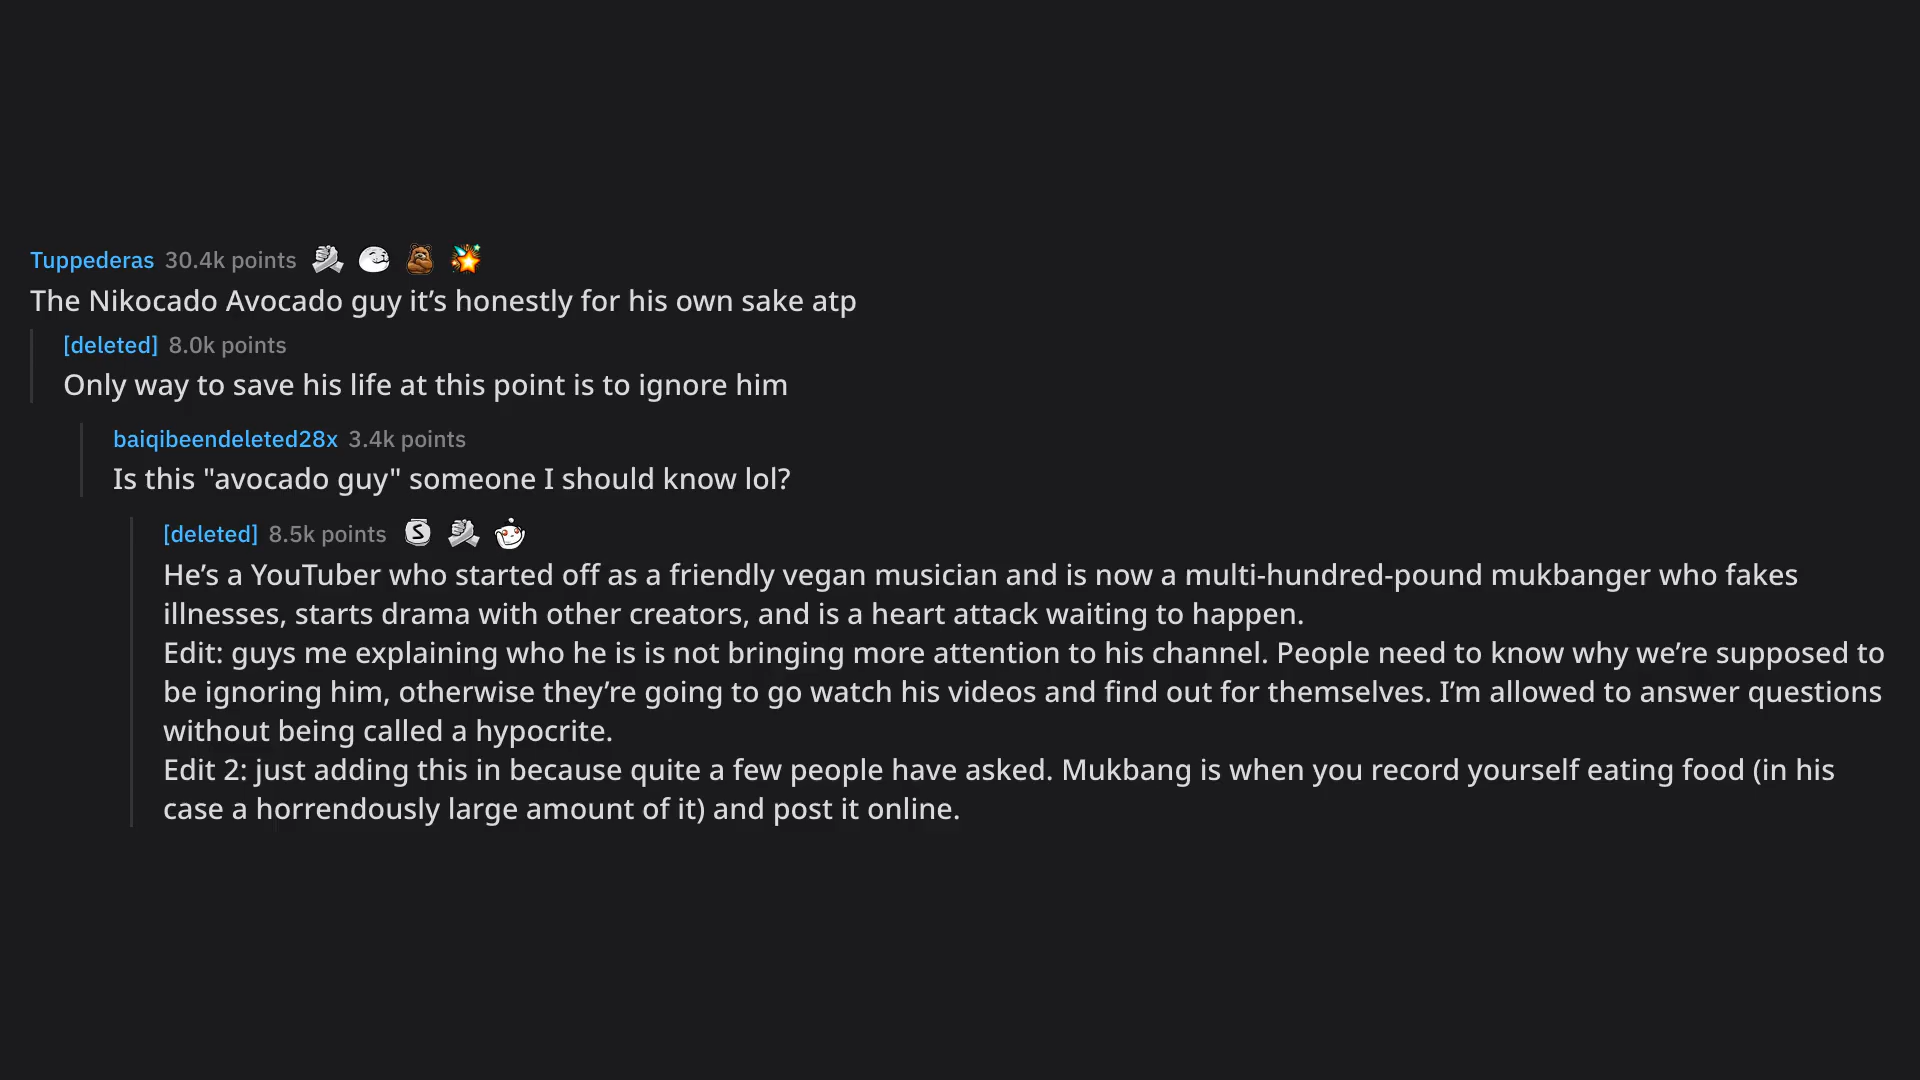 Tuppederas 30.4k points
The Nikocado Avocado guy it’s honestly for his own sake atp
[deleted] 8.0k points
Only way to save his life at this point is to ignore him
baiqibeendeleted28x 3.4k points
Is this "avocado guy" someone I should know lol?
[deleted] 8.5k points
He’s a YouTuber who started off as a friendly vegan musician and is now a multi-hundred-pound mukbanger who fakes
illnesses, starts drama with other creators, and is a heart attack waiting to happen.
Edit: guys me explaining who he is is not bringing more attention to his channel. People need to know why we’re supposed to
be ignoring him, otherwise they’re going to go watch his videos and find out for themselves. I’m allowed to answer questions
without being called a hypocrite.
Edit 2: just adding this in because quite a few people have asked. Mukbang is when you record yourself eating food (in his
case a horrendously large amount of it) and post it online.